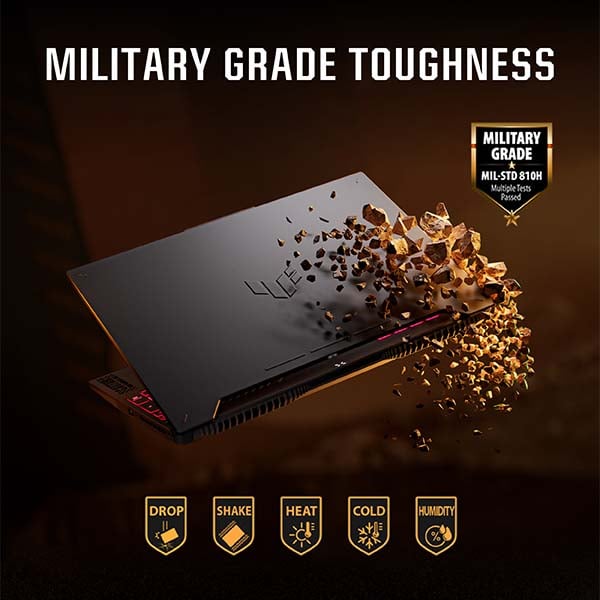 MILITARY GRADE TOUGHNESS
MILITARY
GRADE
MIL-STD 810H
Multiple Tests
Passed
DROP
SHAKE
HEAT
COLD
HUMIDITY
%